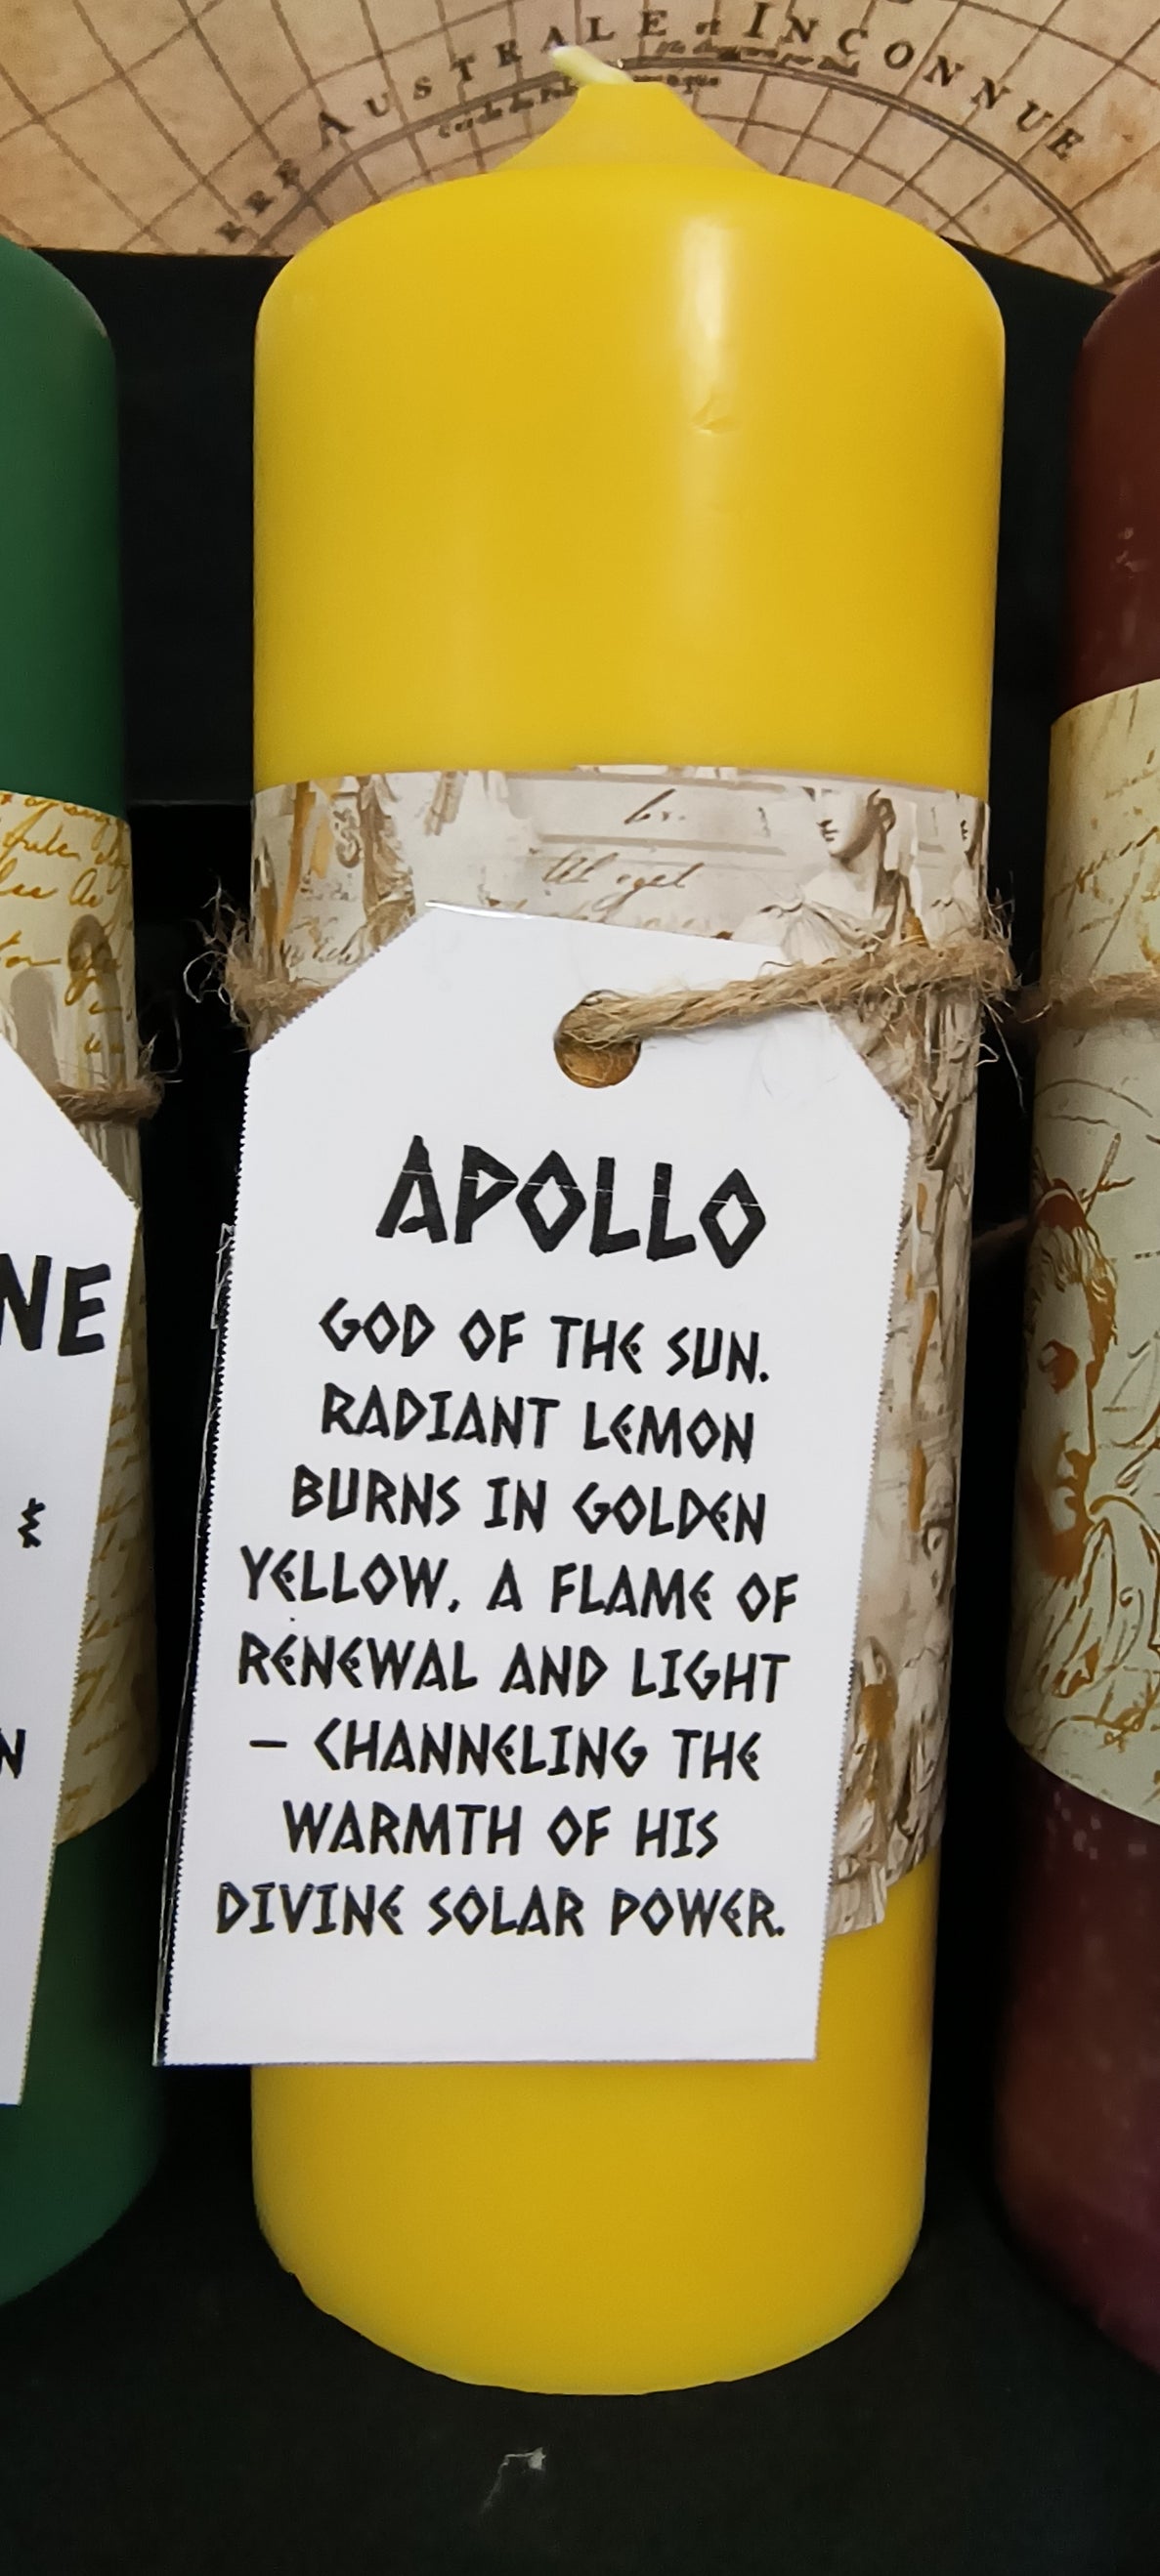 AUSTRALE et INCONNUE
APOLLO
GOD OF THE SUN.
RADIANT LEMON
BURNS IN GOLDEN
YELLOW, A FLAME OF
RENEWAL AND LIGHT
– CHANNELING THE
WARMTH OF HIS
DIVINE SOLAR POWER.
NE
&
N